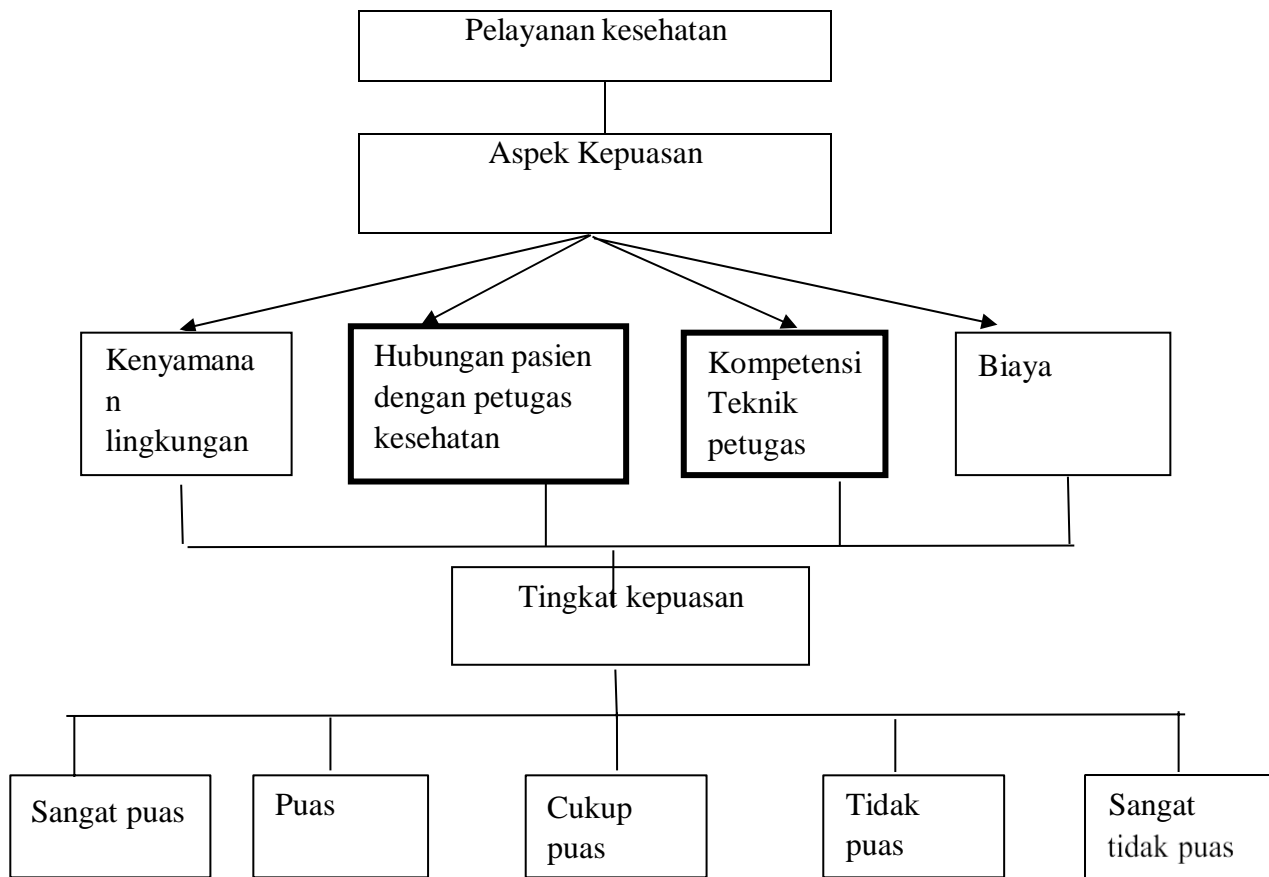 Pelayanan kesehatan
Aspek Kepuasan
Kenyamana
n
lingkungan
Hubungan pasien
dengan petugas
kesehatan
Kompetensi
Teknik
petugas
Biaya
Tingkat kepuasan
Sangat puas
Puas
Cukup
puas
Tidak
puas
Sangat
tidak puas